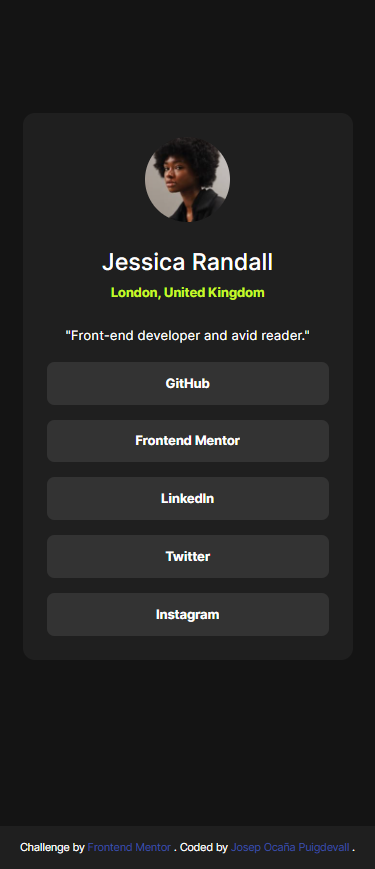 Jessica Randall
London, United Kingdom
"Front-end developer and avid reader."
GitHub
Frontend Mentor
LinkedIn
Twitter
Instagram
Challenge by Frontend Mentor . Coded by Josep Ocaña Puigdevall .